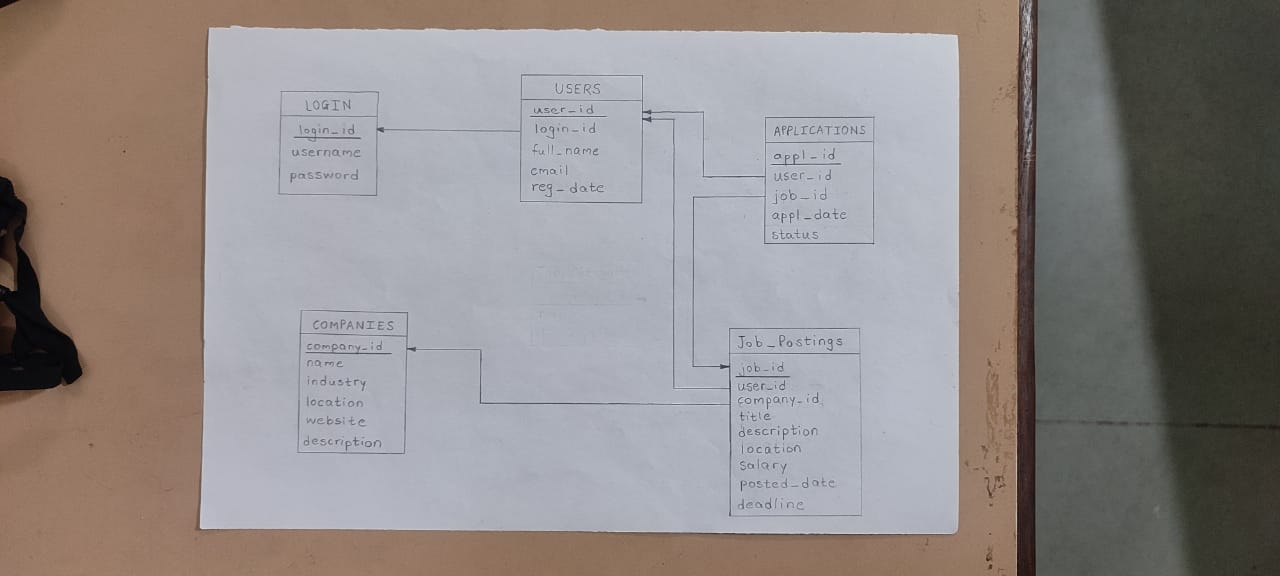 LOGIN
login_id
username
password
USERS
user_id
login_id
full_name
email
reg_date
APPLICATIONS
appl_id
user_id
job_id
appl_date
status
COMPANIES
company_id
name
industry
location
website
description
Job_Postings
job_id
user_id
company_id
title
description
location
salary
posted_date
deadline